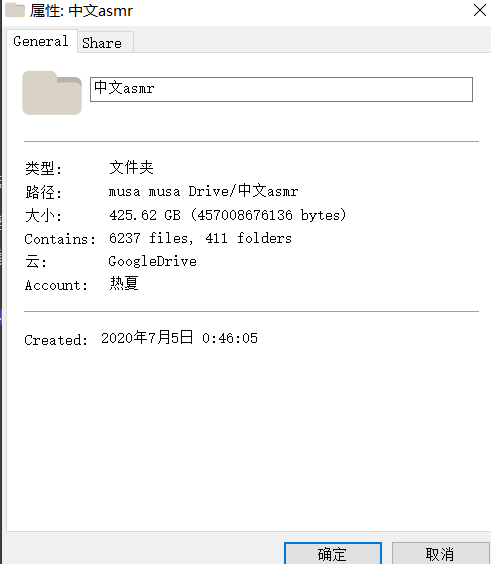 属性: 中文asmr
General Share
中文asmr
类型: 文件夹
路径: musa musa Drive/中文asmr
大小: 425.62 GB (457008676136 bytes)
Contains: 6237 files, 411 folders
云: GoogleDrive
Account: 热夏
Created: 2020年7月5日 0:46:05
确定 取消